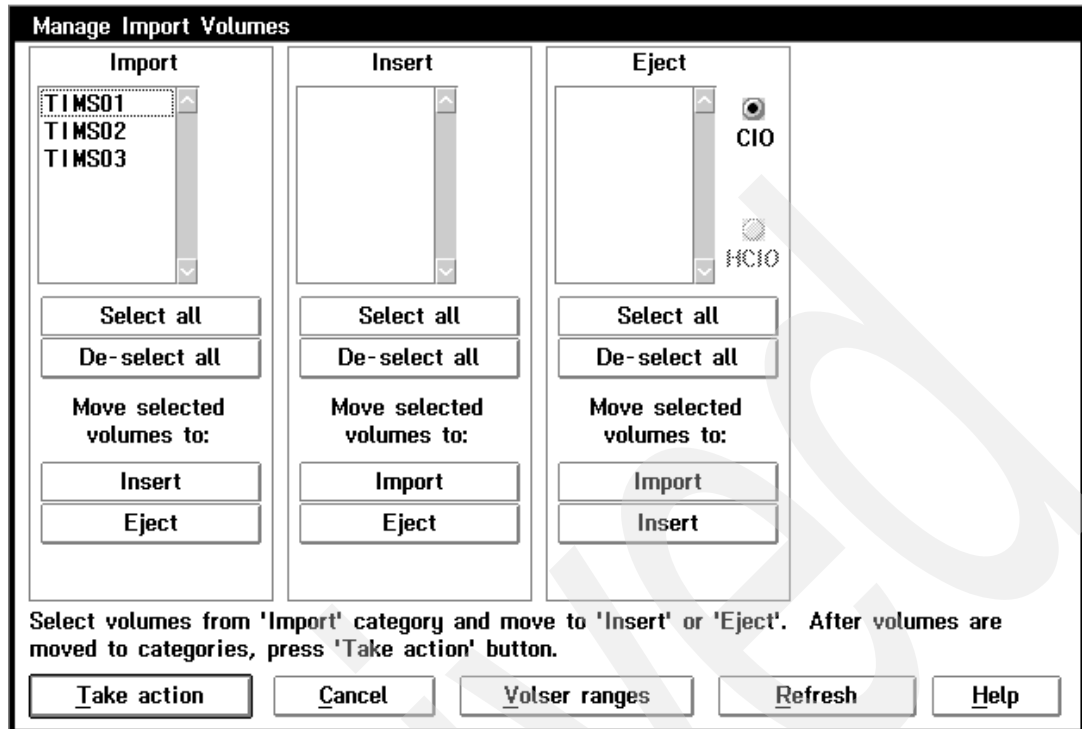 Manage Import Volumes
Import
TIMS01
TIMS02
TIMS03
Select all
De-select all
Move selected
volumes to:
Insert
Eject
Insert
Select all
De-select all
Move selected
volumes to:
Import
Eject
Eject
CIO
HCIO
Select all
De-select all
Move selected
volumes to:
Import
Insert
Select volumes from 'Import' category and move to 'Insert' or 'Eject'. After volumes are
moved to categories, press 'Take action' button.
Take action Cancel Volser ranges Refresh Help